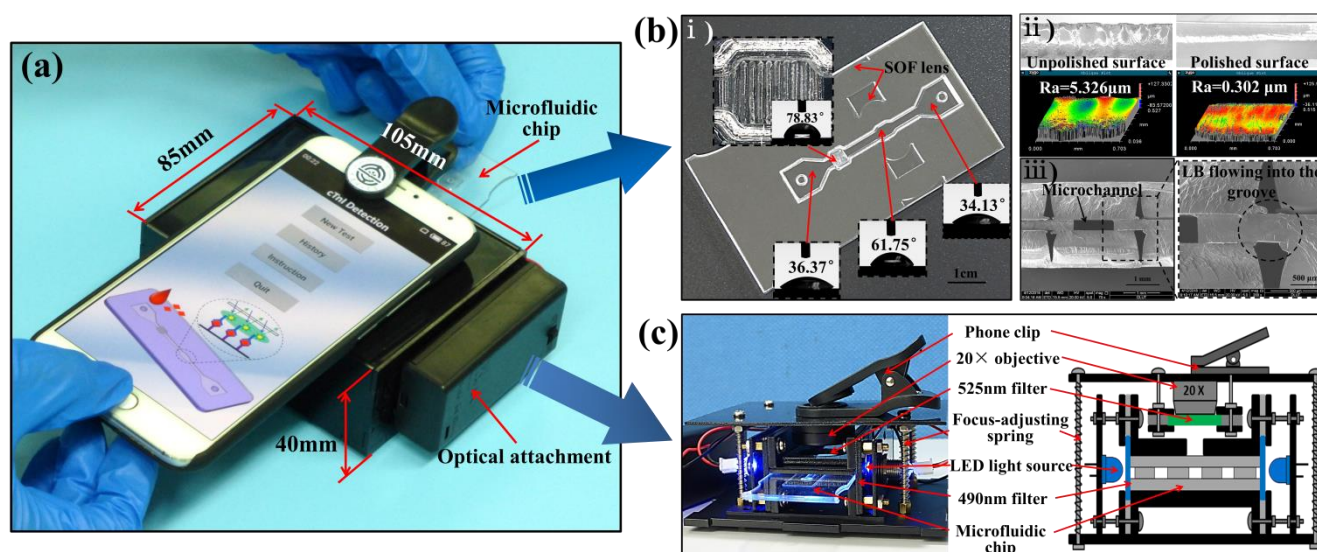 (a)
85mm
105mm
Microfluidic
chip
cTnI Detection
New Test
History
Instruction
Quit
40mm
Optical attachment
(b)
i)
SOF lens
78.83°
36.37°
61.75°
34.13°
1cm
ii)
Unpolished surface
Polished surface
Ra=5.326μm
Ra=0.302 μm
iii)
Microchannel
LB flowing into the
groove
1 mm
500 μm
(c)
Phone clip
20× objective
525nm filter
Focus-adjusting
spring
LED light source
490nm filter
Microfluidic
chip
20 X